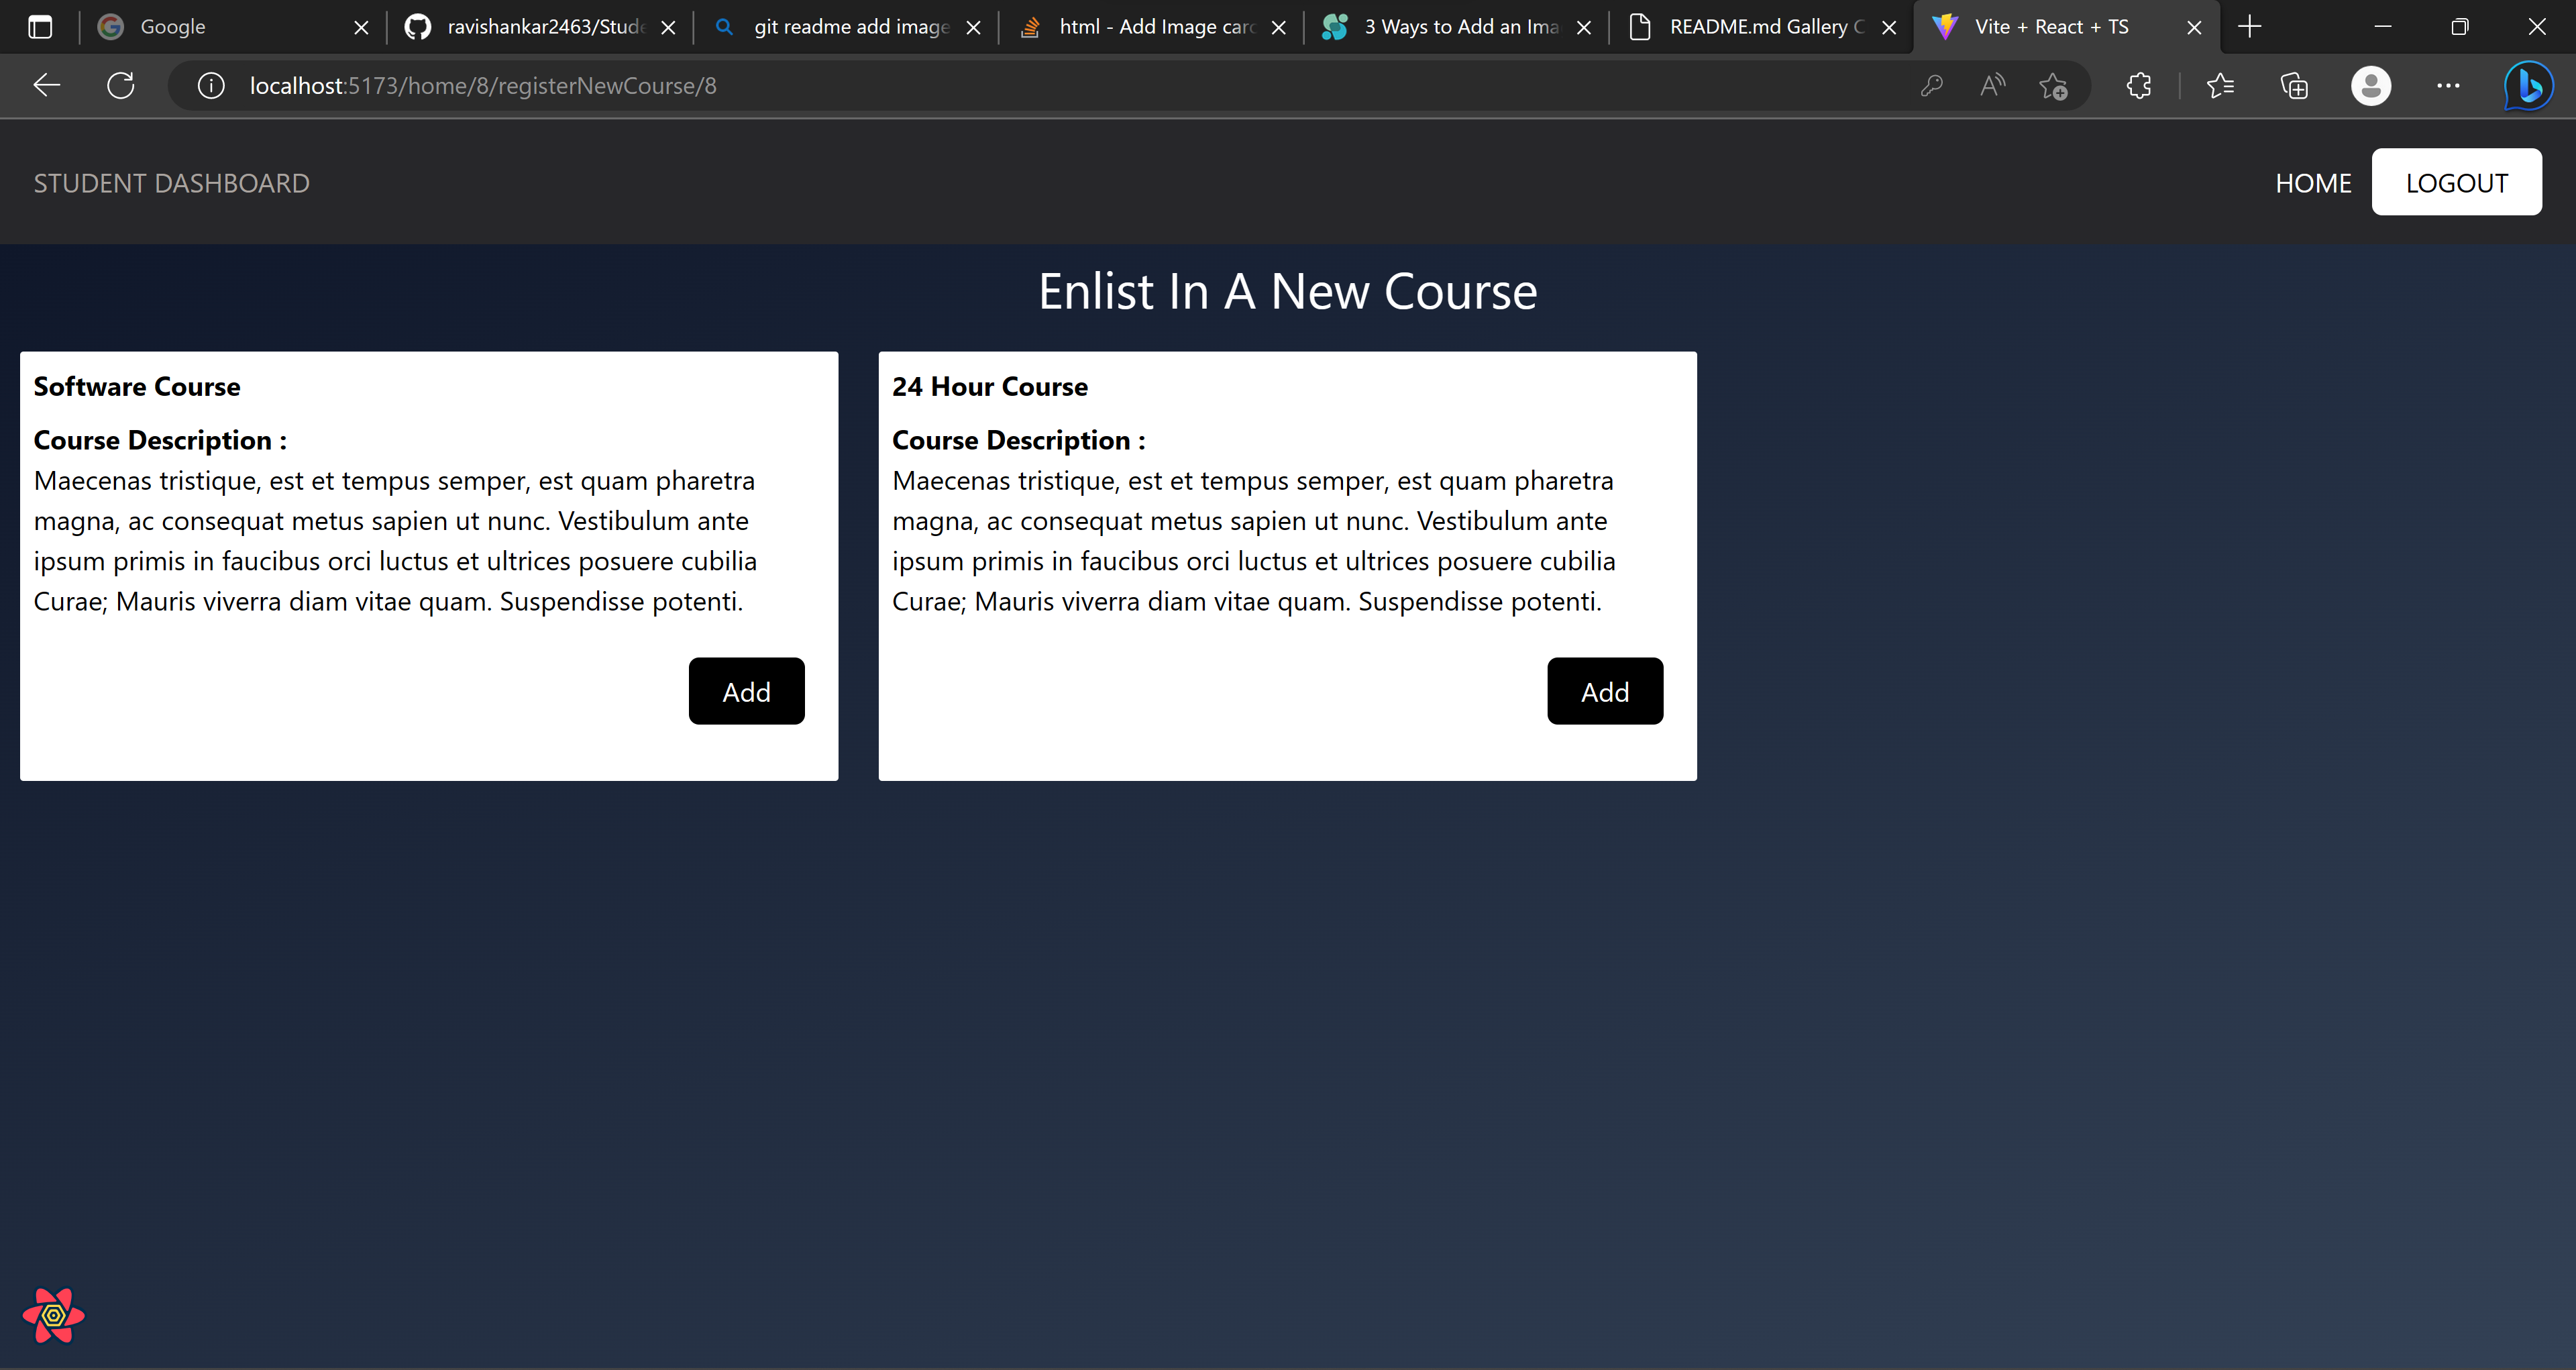 Google
ravishankar2463/Stude
git readme add image
html - Add Image carc
3 Ways to Add an Ima
README.md Gallery C
Vite + React + TS
localhost:5173/home/8/registerNewCourse/8
STUDENT DASHBOARD
HOME
LOGOUT
Enlist In A New Course
Software Course
Course Description :
Maecenas tristique, est et tempus semper, est quam pharetra
magna, ac consequat metus sapien ut nunc. Vestibulum ante
ipsum primis in faucibus orci luctus et ultrices posuere cubilia
Curae; Mauris viverra diam vitae quam. Suspendisse potenti.
Add
24 Hour Course
Course Description :
Maecenas tristique, est et tempus semper, est quam pharetra
magna, ac consequat metus sapien ut nunc. Vestibulum ante
ipsum primis in faucibus orci luctus et ultrices posuere cubilia
Curae; Mauris viverra diam vitae quam. Suspendisse potenti.
Add